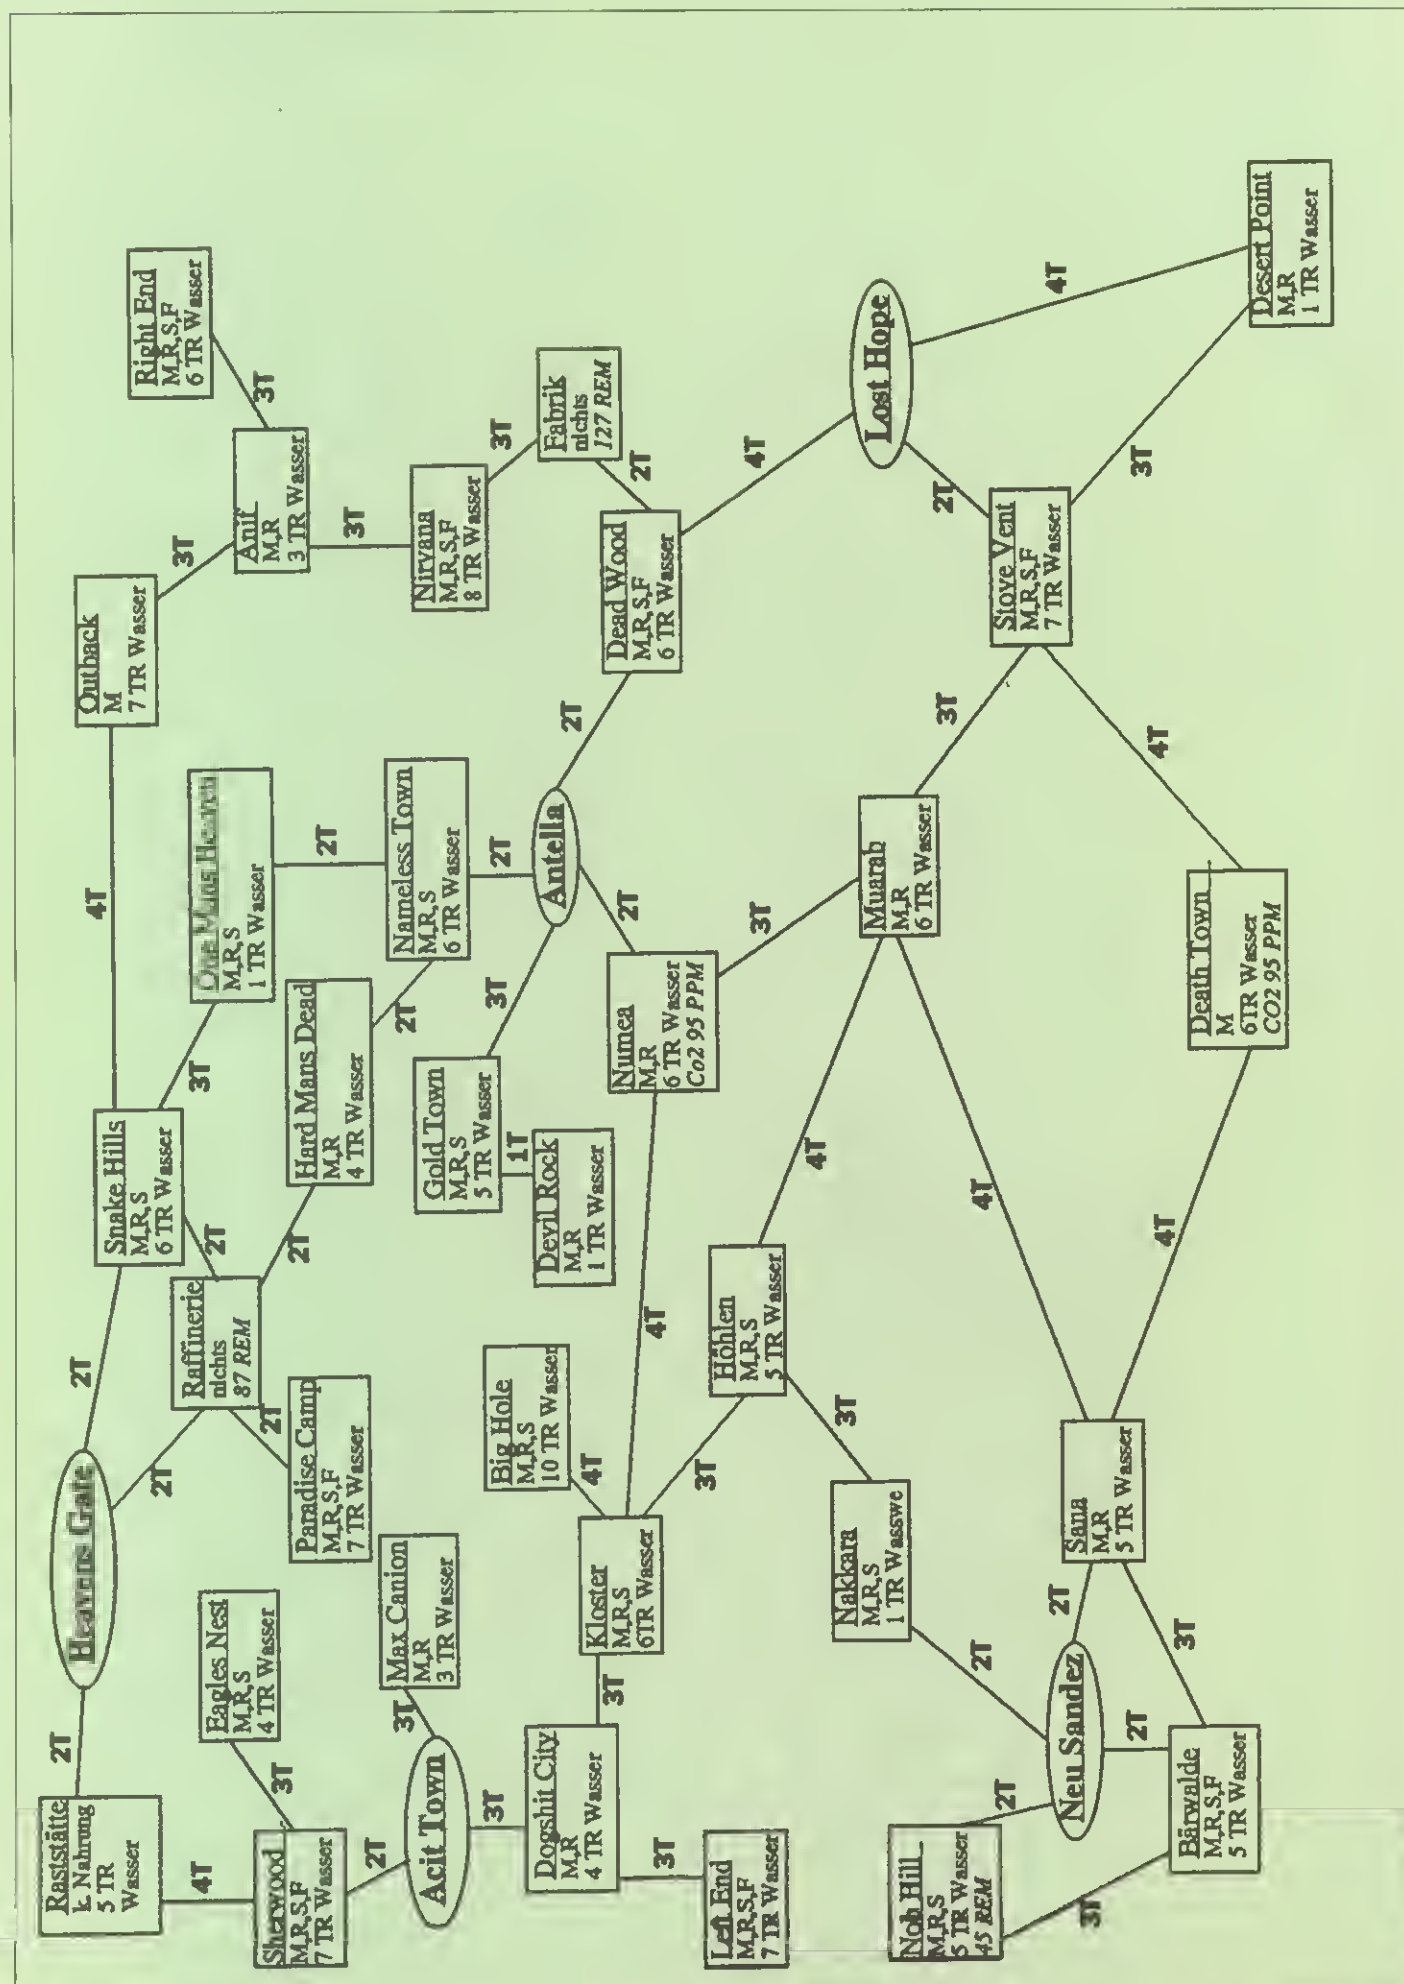 Raststätte
k. Nahrung
5 TR
Wasser
2T
Heavens Gate
2T
Snake Hills
M,R,S
6 TR Wasser
4T
Outback
M
7 TR Wasser
3T
Right End
M,R,S,F
6 TR Wasser
3T
Anif
M,R
3 TR Wasser
4T
Eagles Nest
M,R,S
4 TR Wasser
2T
Raffinerie
nichts
87 REM
2T
3T
One Mans Heaven
M,R,S
1 TR Wasser
3T
Sherwood
M,R,S,F
7 TR Wasser
3T
2T
Paradise Camp
M,R,S,F
7 TR Wasser
2T
Hard Mans Dead
M,R
4 TR Wasser
2T
3T
2T
Max Canion
M,R
3 TR Wasser
3T
2T
Nameless Town
M,R,S
6 TR Wasser
Nirvana
M,R,S,F
8 TR Wasser
Acit Town
Gold Town
M,R,S
5 TR Wasser
3T
2T
3T
3T
Big Hole
M,R,S
10 TR Wasser
1T
Devil Rock
M,R
1 TR Wasser
Antella
Fabrik
nichts
127 REM
Dogshit City
M,R
4 TR Wasser
3T
Kloster
M,R,S
6TR Wasser
4T
4T
Numea
M,R
6 TR Wasser
Co2 95 PPM
2T
2T
Dead Wood
M,R,S,F
6 TR Wasser
2T
3T
Left End
M,R,S,F
7 TR Wasser
3T
Höhlen
M,R,S
5 TR Wasser
3T
4T
4T
Lost Hope
Nakkara
M,R,S
1 TR Wasswe
3T
Muarab
M,R
6 TR Wasser
Nob Hill
M,R,S
5 TR Wasser
45 REM
2T
2T
4T
3T
Stove Vent
M,R,S,F
7 TR Wasser
2T
4T
Neu Sandez
2T
Sana
M,R
5 TR Wasser
3T
2T
3T
4T
4T
3T
Bärwalde
M,R,S,F
5 TR Wasser
Death Town
M
6TR Wasser
CO2 95 PPM
Desert Point
M,R
1 TR Wasser